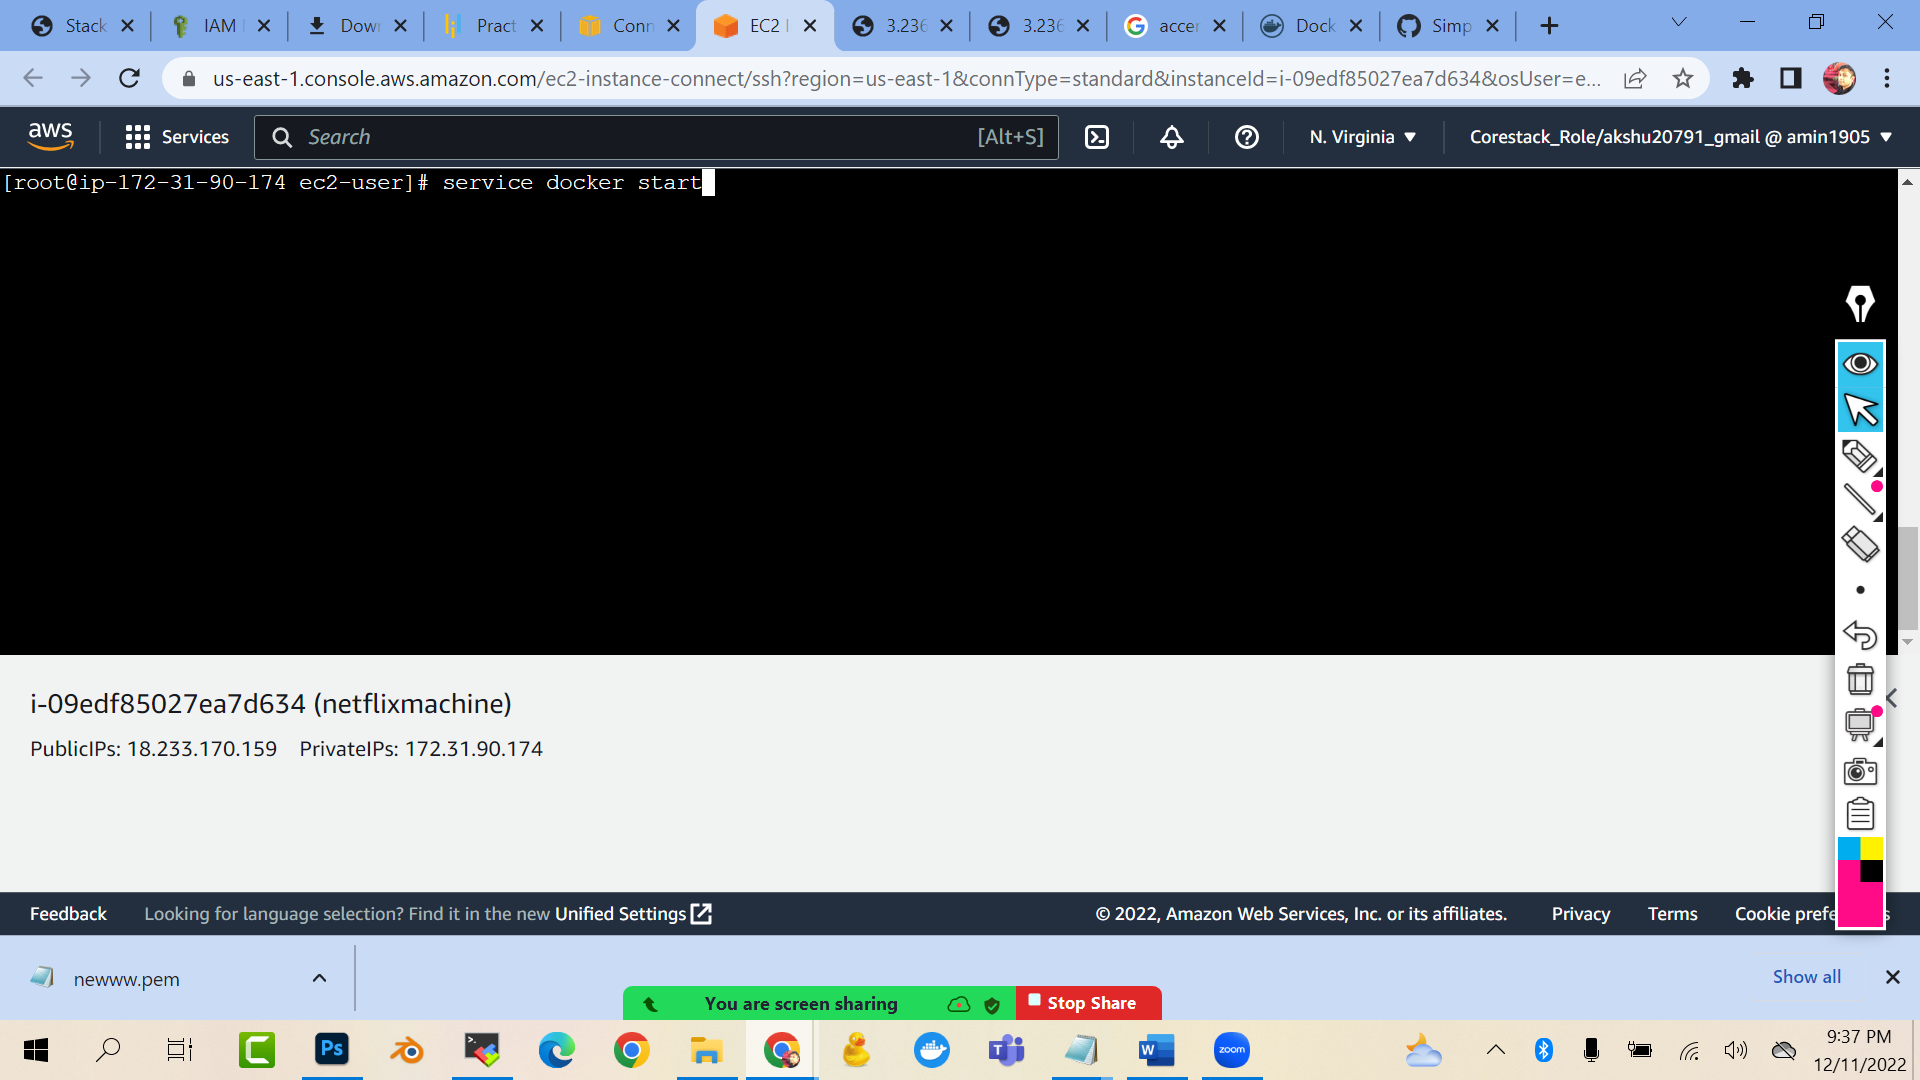 Stack
IAM
Dow
Pract
Conn
EC2
3.236
3.236
accer
Dock
Simp
us-east-1.console.aws.amazon.com/ec2-instance-connect/ssh?region=us-east-1&connType=standard&instanceId=i-09edf85027ea7d634&osUser=e...
aws
Services
Search
[Alt+S]
N. Virginia
Corestack_Role/akshu20791_gmail @ amin1905
[root@ip-172-31-90-174 ec2-user]# service docker start
i-09edf85027ea7d634 (netflixmachine)
PublicIPs: 18.233.170.159 PrivateIPs: 172.31.90.174
Feedback
Looking for language selection? Find it in the new Unified Settings
© 2022, Amazon Web Services, Inc. or its affiliates.
Privacy
Terms
Cookie prefe s
newww.pem
Show all
You are screen sharing
Stop Share
Ps
W
zoom
9:37 PM
12/11/2022